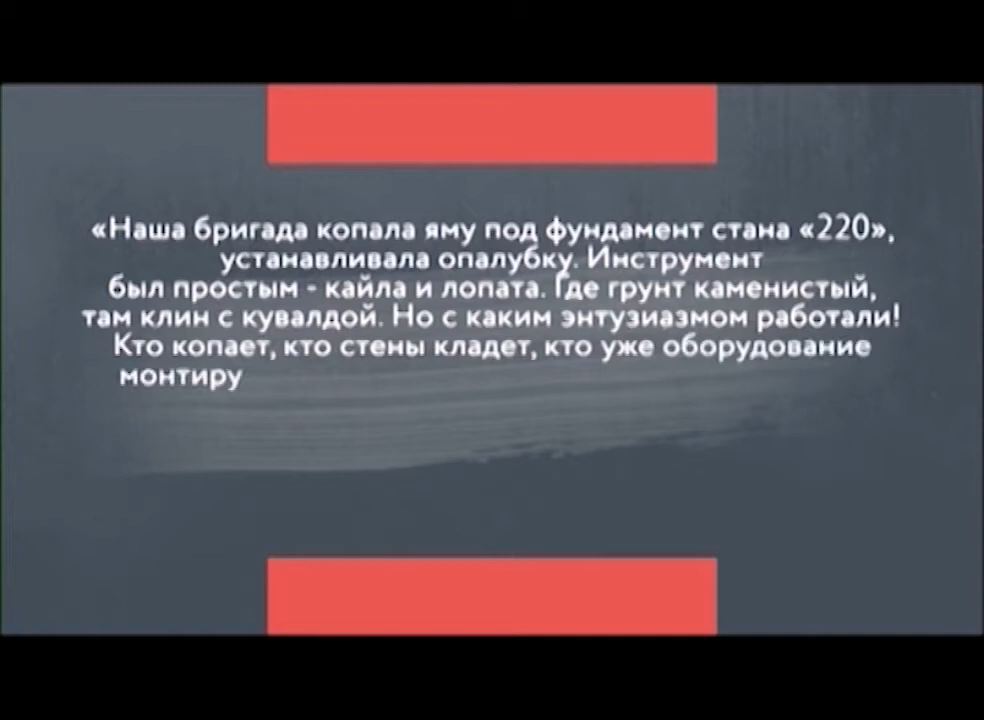 «Наша бригада копала яму под фундамент стана «220»,
устанавливала опалубку. Инструмент
был простым - кайла и лопата. Где грунт каменистый,
там клин с кувалдой. Но с каким энтузиазмом работали!
Кто копает, кто стены кладет, кто уже оборудование
монтиру